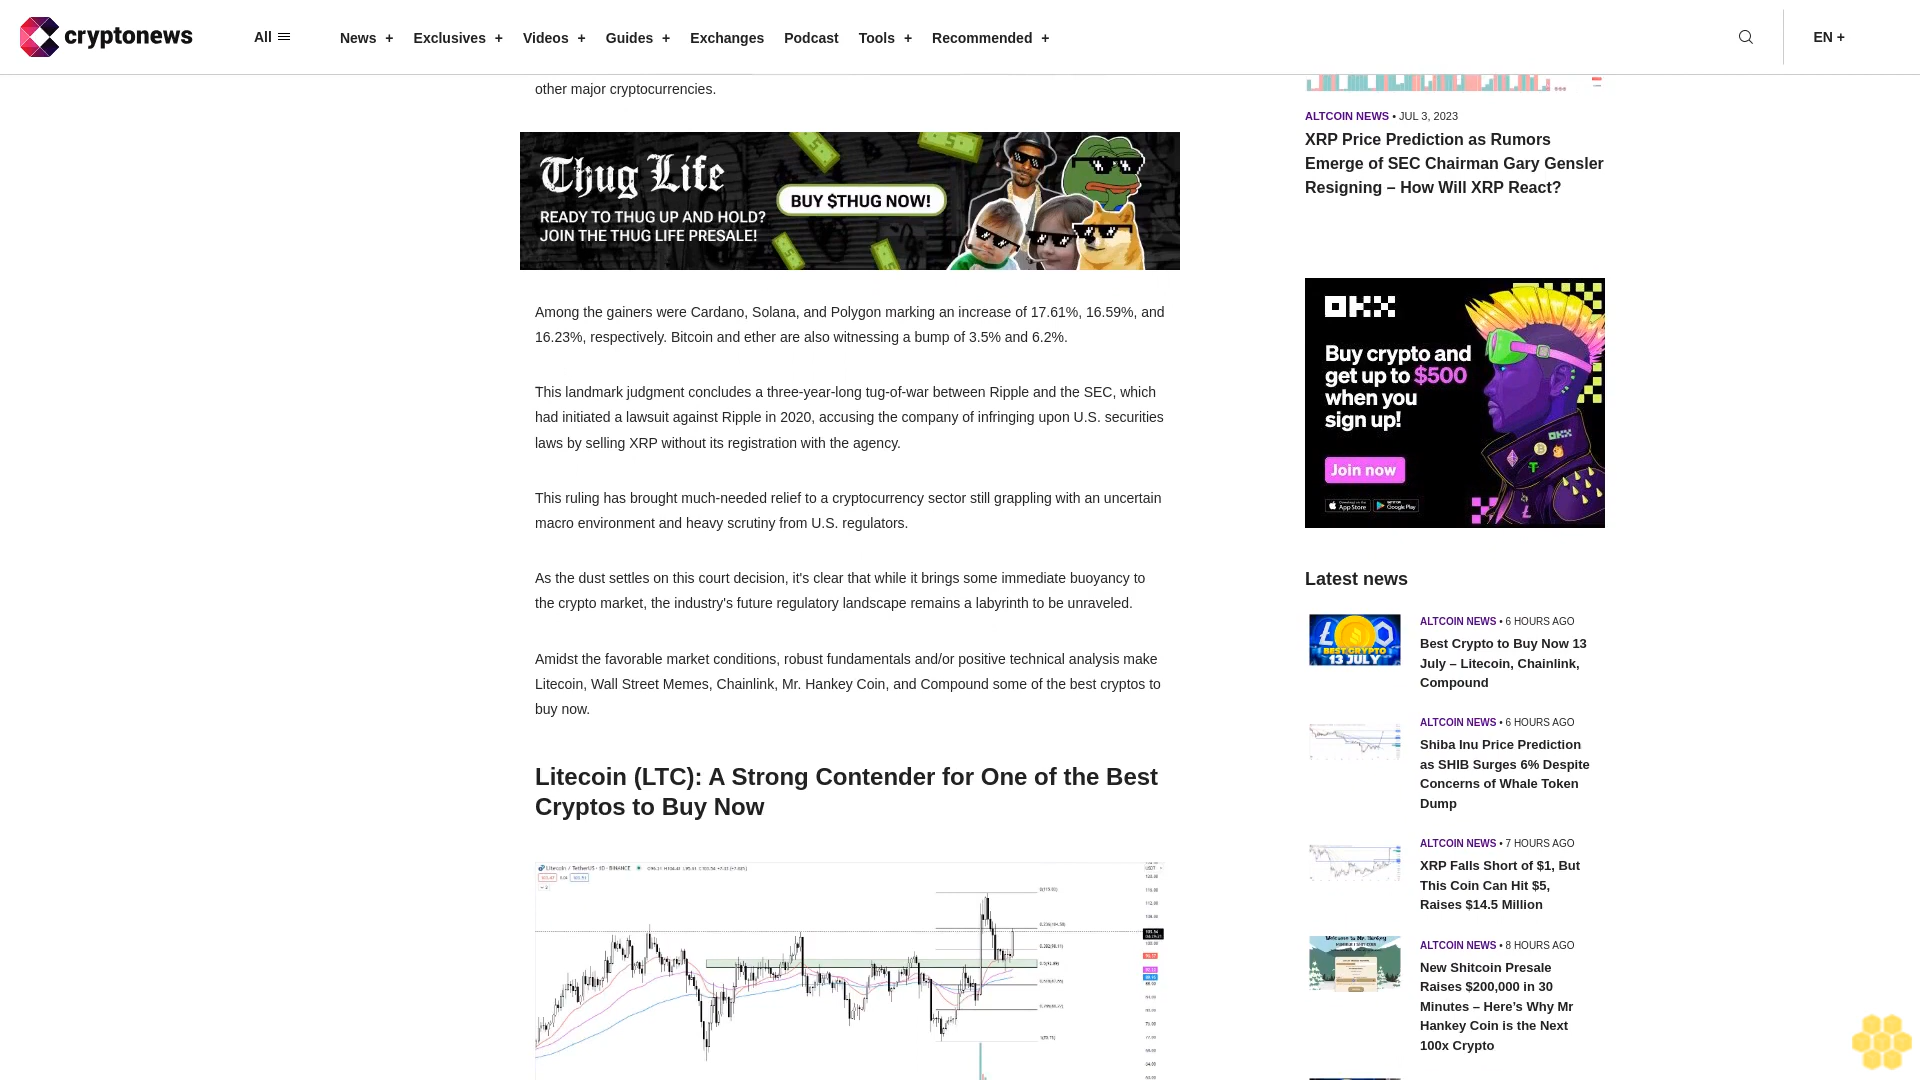 cryptonews
All
News +
Exclusives +
Videos +
Guides +
Exchanges
Podcast
Tools +
Recommended +
EN +
other major cryptocurrencies.
Thug Life
READY TO THUG UP AND HOLD?
JOIN THE THUG LIFE PRESALE!
BUY $THUG NOW!
Among the gainers were Cardano, Solana, and Polygon marking an increase of 17.61%, 16.59%, and
16.23%, respectively. Bitcoin and ether are also witnessing a bump of 3.5% and 6.2%.
This landmark judgment concludes a three-year-long tug-of-war between Ripple and the SEC, which
had initiated a lawsuit against Ripple in 2020, accusing the company of infringing upon U.S. securities
laws by selling XRP without its registration with the agency.
This ruling has brought much-needed relief to a cryptocurrency sector still grappling with an uncertain
macro environment and heavy scrutiny from U.S. regulators.
As the dust settles on this court decision, it's clear that while it brings some immediate buoyancy to
the crypto market, the industry's future regulatory landscape remains a labyrinth to be unraveled.
Amidst the favorable market conditions, robust fundamentals and/or positive technical analysis make
Litecoin, Wall Street Memes, Chainlink, Mr. Hankey Coin, and Compound some of the best cryptos to
buy now.
Litecoin (LTC): A Strong Contender for One of the Best
Cryptos to Buy Now
Litecoin / TetherUS · 1D · BINANCE
ALTCOIN NEWS • JUL 3, 2023
XRP Price Prediction as Rumors
Emerge of SEC Chairman Gary Gensler
Resigning – How Will XRP React?
OKX
Buy crypto and
get up to $500
when you
sign up!
Join now
App Store
Google Play
Latest news
BEST CRYPTO
13 JULY
ALTCOIN NEWS • 6 HOURS AGO
Best Crypto to Buy Now 13
July – Litecoin, Chainlink,
Compound
ALTCOIN NEWS • 6 HOURS AGO
Shiba Inu Price Prediction
as SHIB Surges 6% Despite
Concerns of Whale Token
Dump
ALTCOIN NEWS • 7 HOURS AGO
XRP Falls Short of $1, But
This Coin Can Hit $5,
Raises $14.5 Million
Welcome to Mr. Hankey
ALTCOIN NEWS • 8 HOURS AGO
New Shitcoin Presale
Raises $200,000 in 30
Minutes – Here’s Why Mr
Hankey Coin is the Next
100x Crypto